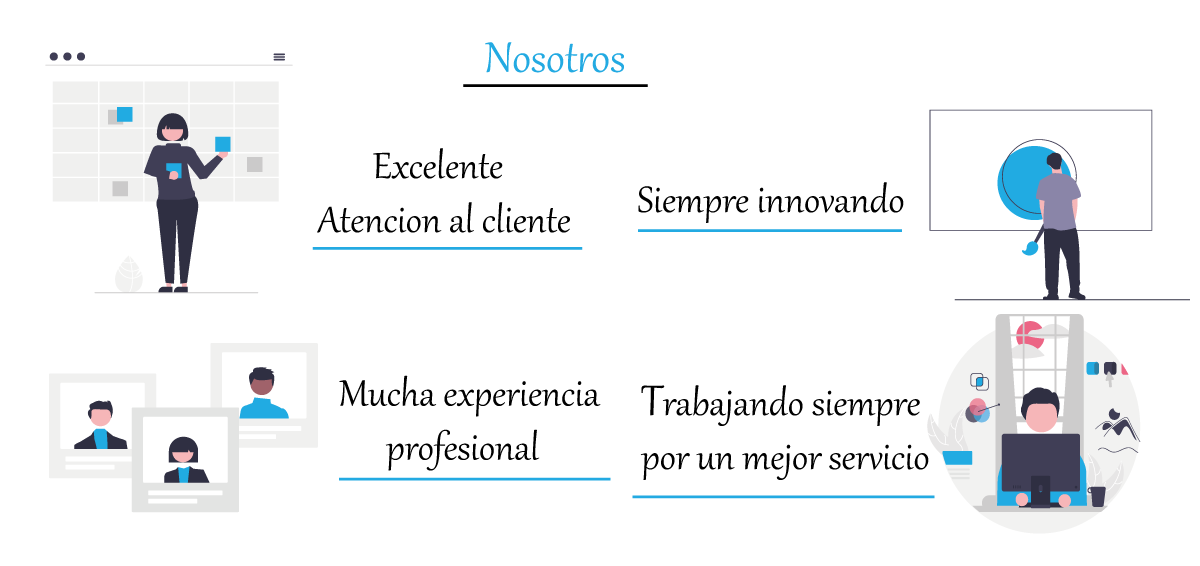 Nosotros
Excelente
Atencion al cliente
Siempre innovando
Mucha experiencia
profesional
Trabajando siempre
por un mejor servicio